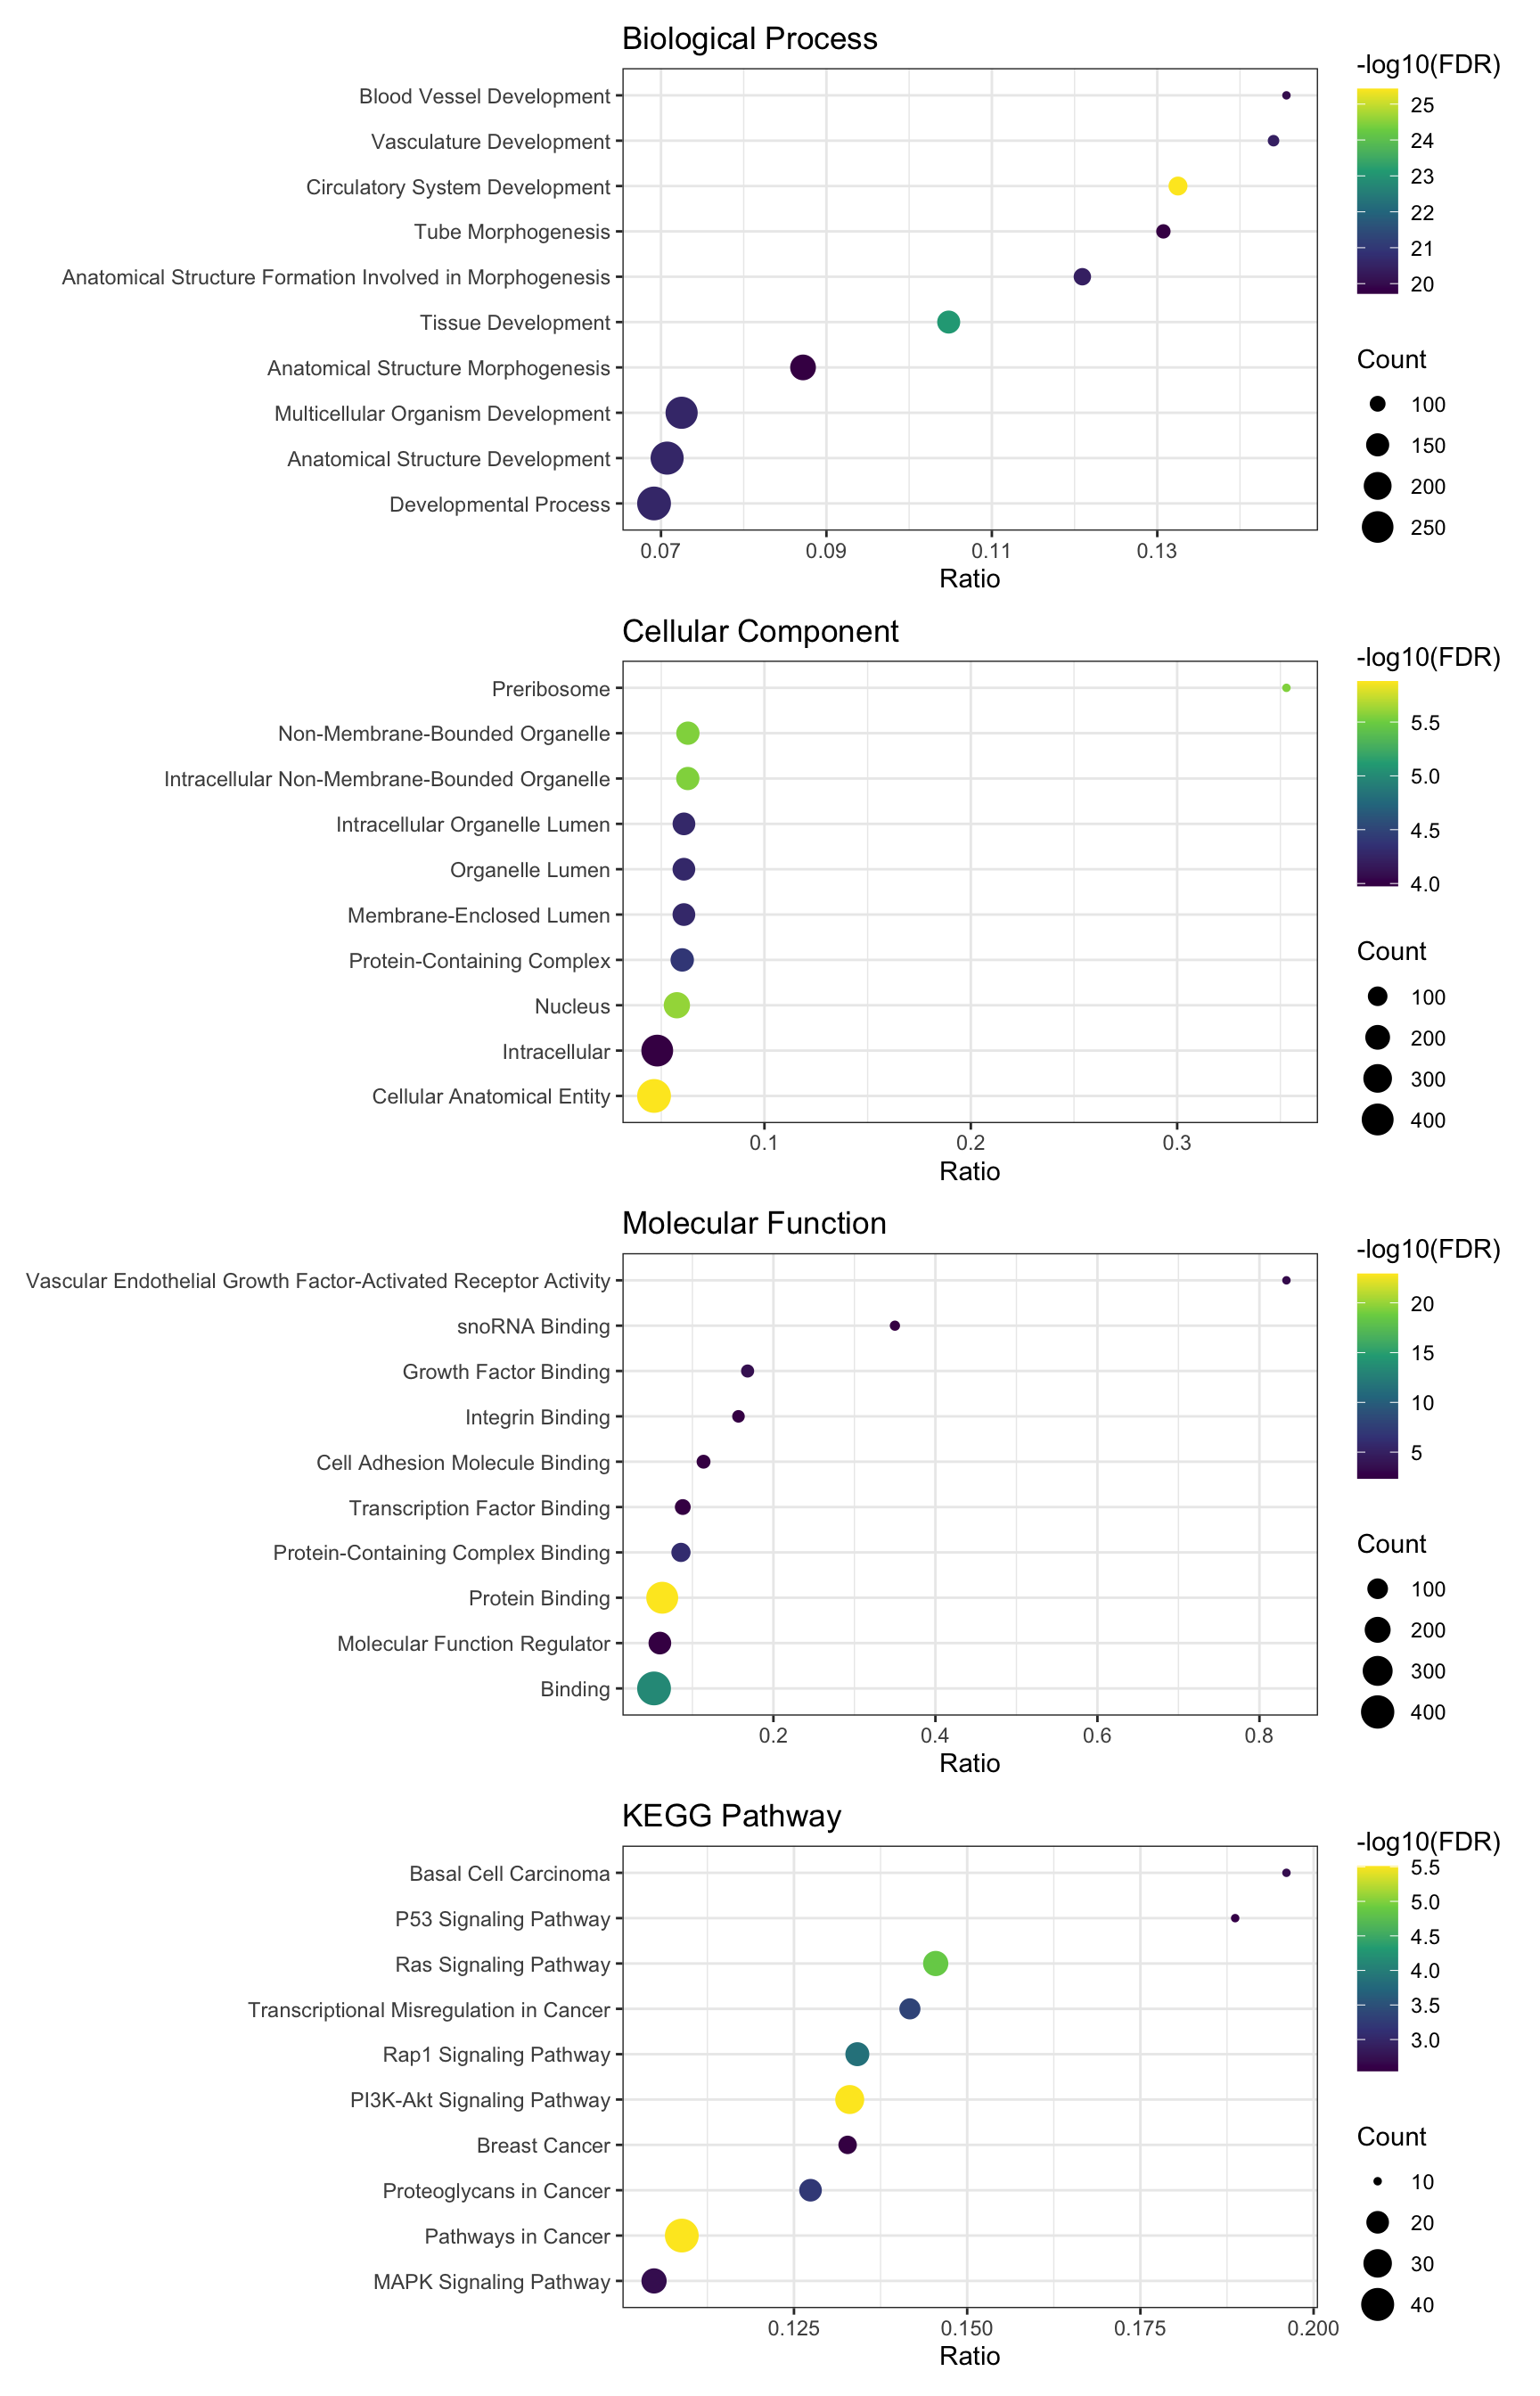 Biological Process
Blood Vessel Development
Vasculature Development
Circulatory System Development
Tube Morphogenesis
Anatomical Structure Formation Involved in Morphogenesis
Tissue Development
Anatomical Structure Morphogenesis
Multicellular Organism Development
Anatomical Structure Development
Developmental Process
0.07 0.09 0.11 0.13
Ratio
-log10(FDR)
25
24
23
22
21
20
Count
100
150
200
250
Cellular Component
Preribosome
Non-Membrane-Bounded Organelle
Intracellular Non-Membrane-Bounded Organelle
Intracellular Organelle Lumen
Organelle Lumen
Membrane-Enclosed Lumen
Protein-Containing Complex
Nucleus
Intracellular
Cellular Anatomical Entity
0.1 0.2 0.3
Ratio
-log10(FDR)
5.5
5.0
4.5
4.0
Count
100
200
300
400
Molecular Function
Vascular Endothelial Growth Factor-Activated Receptor Activity
snoRNA Binding
Growth Factor Binding
Integrin Binding
Cell Adhesion Molecule Binding
Transcription Factor Binding
Protein-Containing Complex Binding
Protein Binding
Molecular Function Regulator
Binding
0.2 0.4 0.6 0.8
Ratio
-log10(FDR)
20
15
10
5
Count
100
200
300
400
KEGG Pathway
Basal Cell Carcinoma
P53 Signaling Pathway
Ras Signaling Pathway
Transcriptional Misregulation in Cancer
Rap1 Signaling Pathway
PI3K-Akt Signaling Pathway
Breast Cancer
Proteoglycans in Cancer
Pathways in Cancer
MAPK Signaling Pathway
0.125 0.150 0.175 0.200
Ratio
-log10(FDR)
5.5
5.0
4.5
4.0
3.5
3.0
Count
10
20
30
40